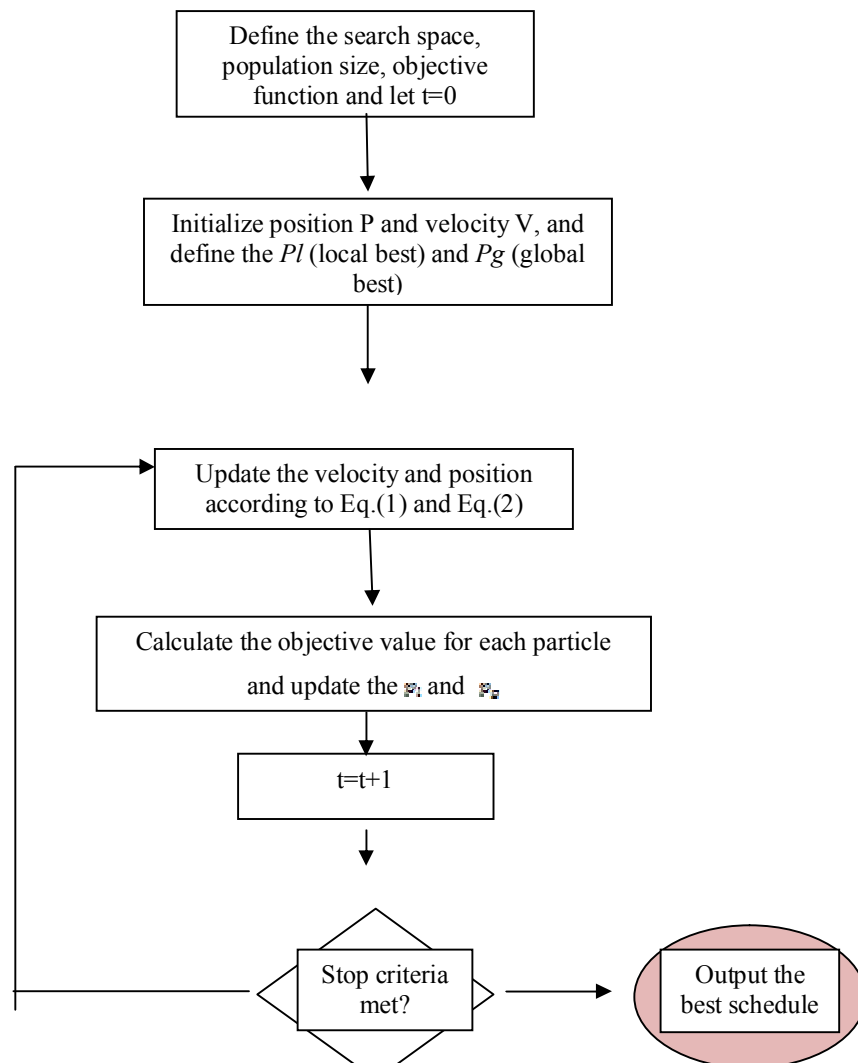 Define the search space,
population size, objective
function and let t=0
Initialize position P and velocity V, and
define the Pl (local best) and Pg (global
best)
Update the velocity and position
according to Eq.(1) and Eq.(2)
Calculate the objective value for each particle
and update the and
t=t+1
Stop criteria
met?
Output the
best schedule